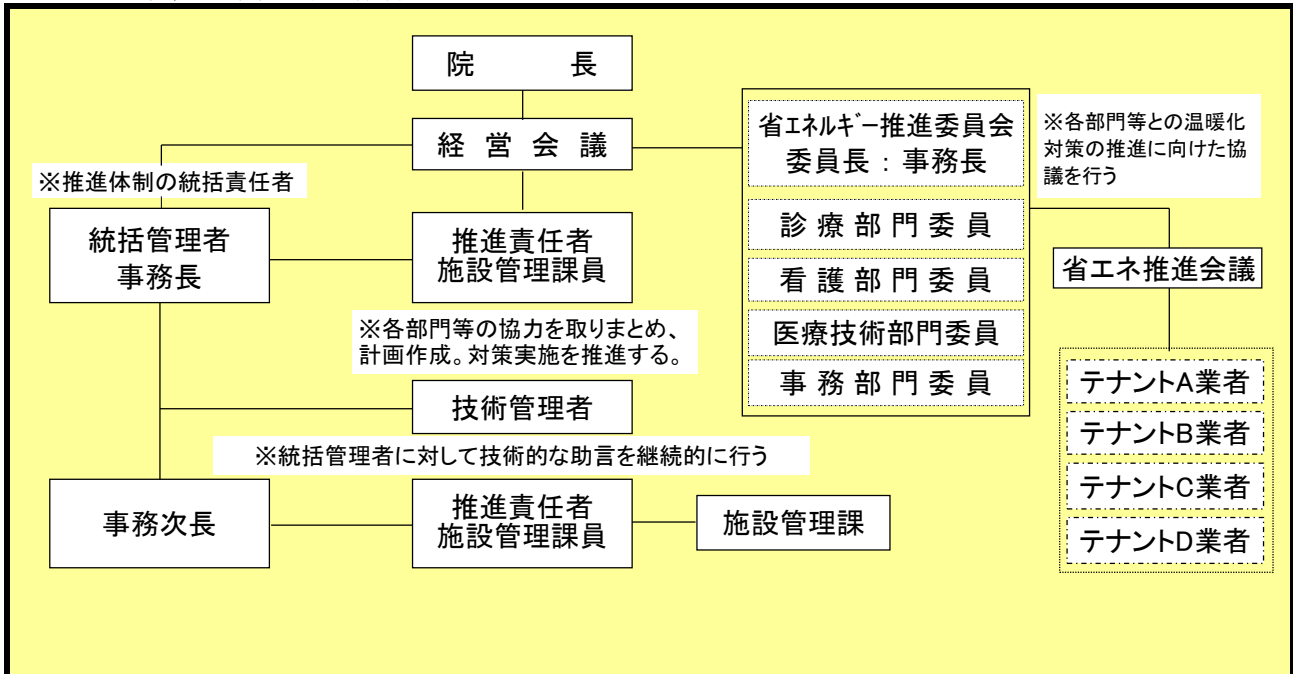 院　　　長
経 営 会 議
※推進体制の統括責任者
統括管理者
事務長
推進責任者
施設管理課員
※各部門等の協力を取りまとめ、
計画作成。対策実施を推進する。
技術管理者
※統括管理者に対して技術的な助言を継続的に行う
事務次長
推進責任者
施設管理課員
施設管理課
省ｴﾈﾙｷﾞｰ推進委員会
委員長：事務長
診 療 部 門 委 員
看 護 部 門 委 員
医療技術部門委員
事 務 部 門 委 員
※各部門等との温暖化
対策の推進に向けた協
議を行う
省エネ推進会議
テナントA業者
テナントB業者
テナントC業者
テナントD業者